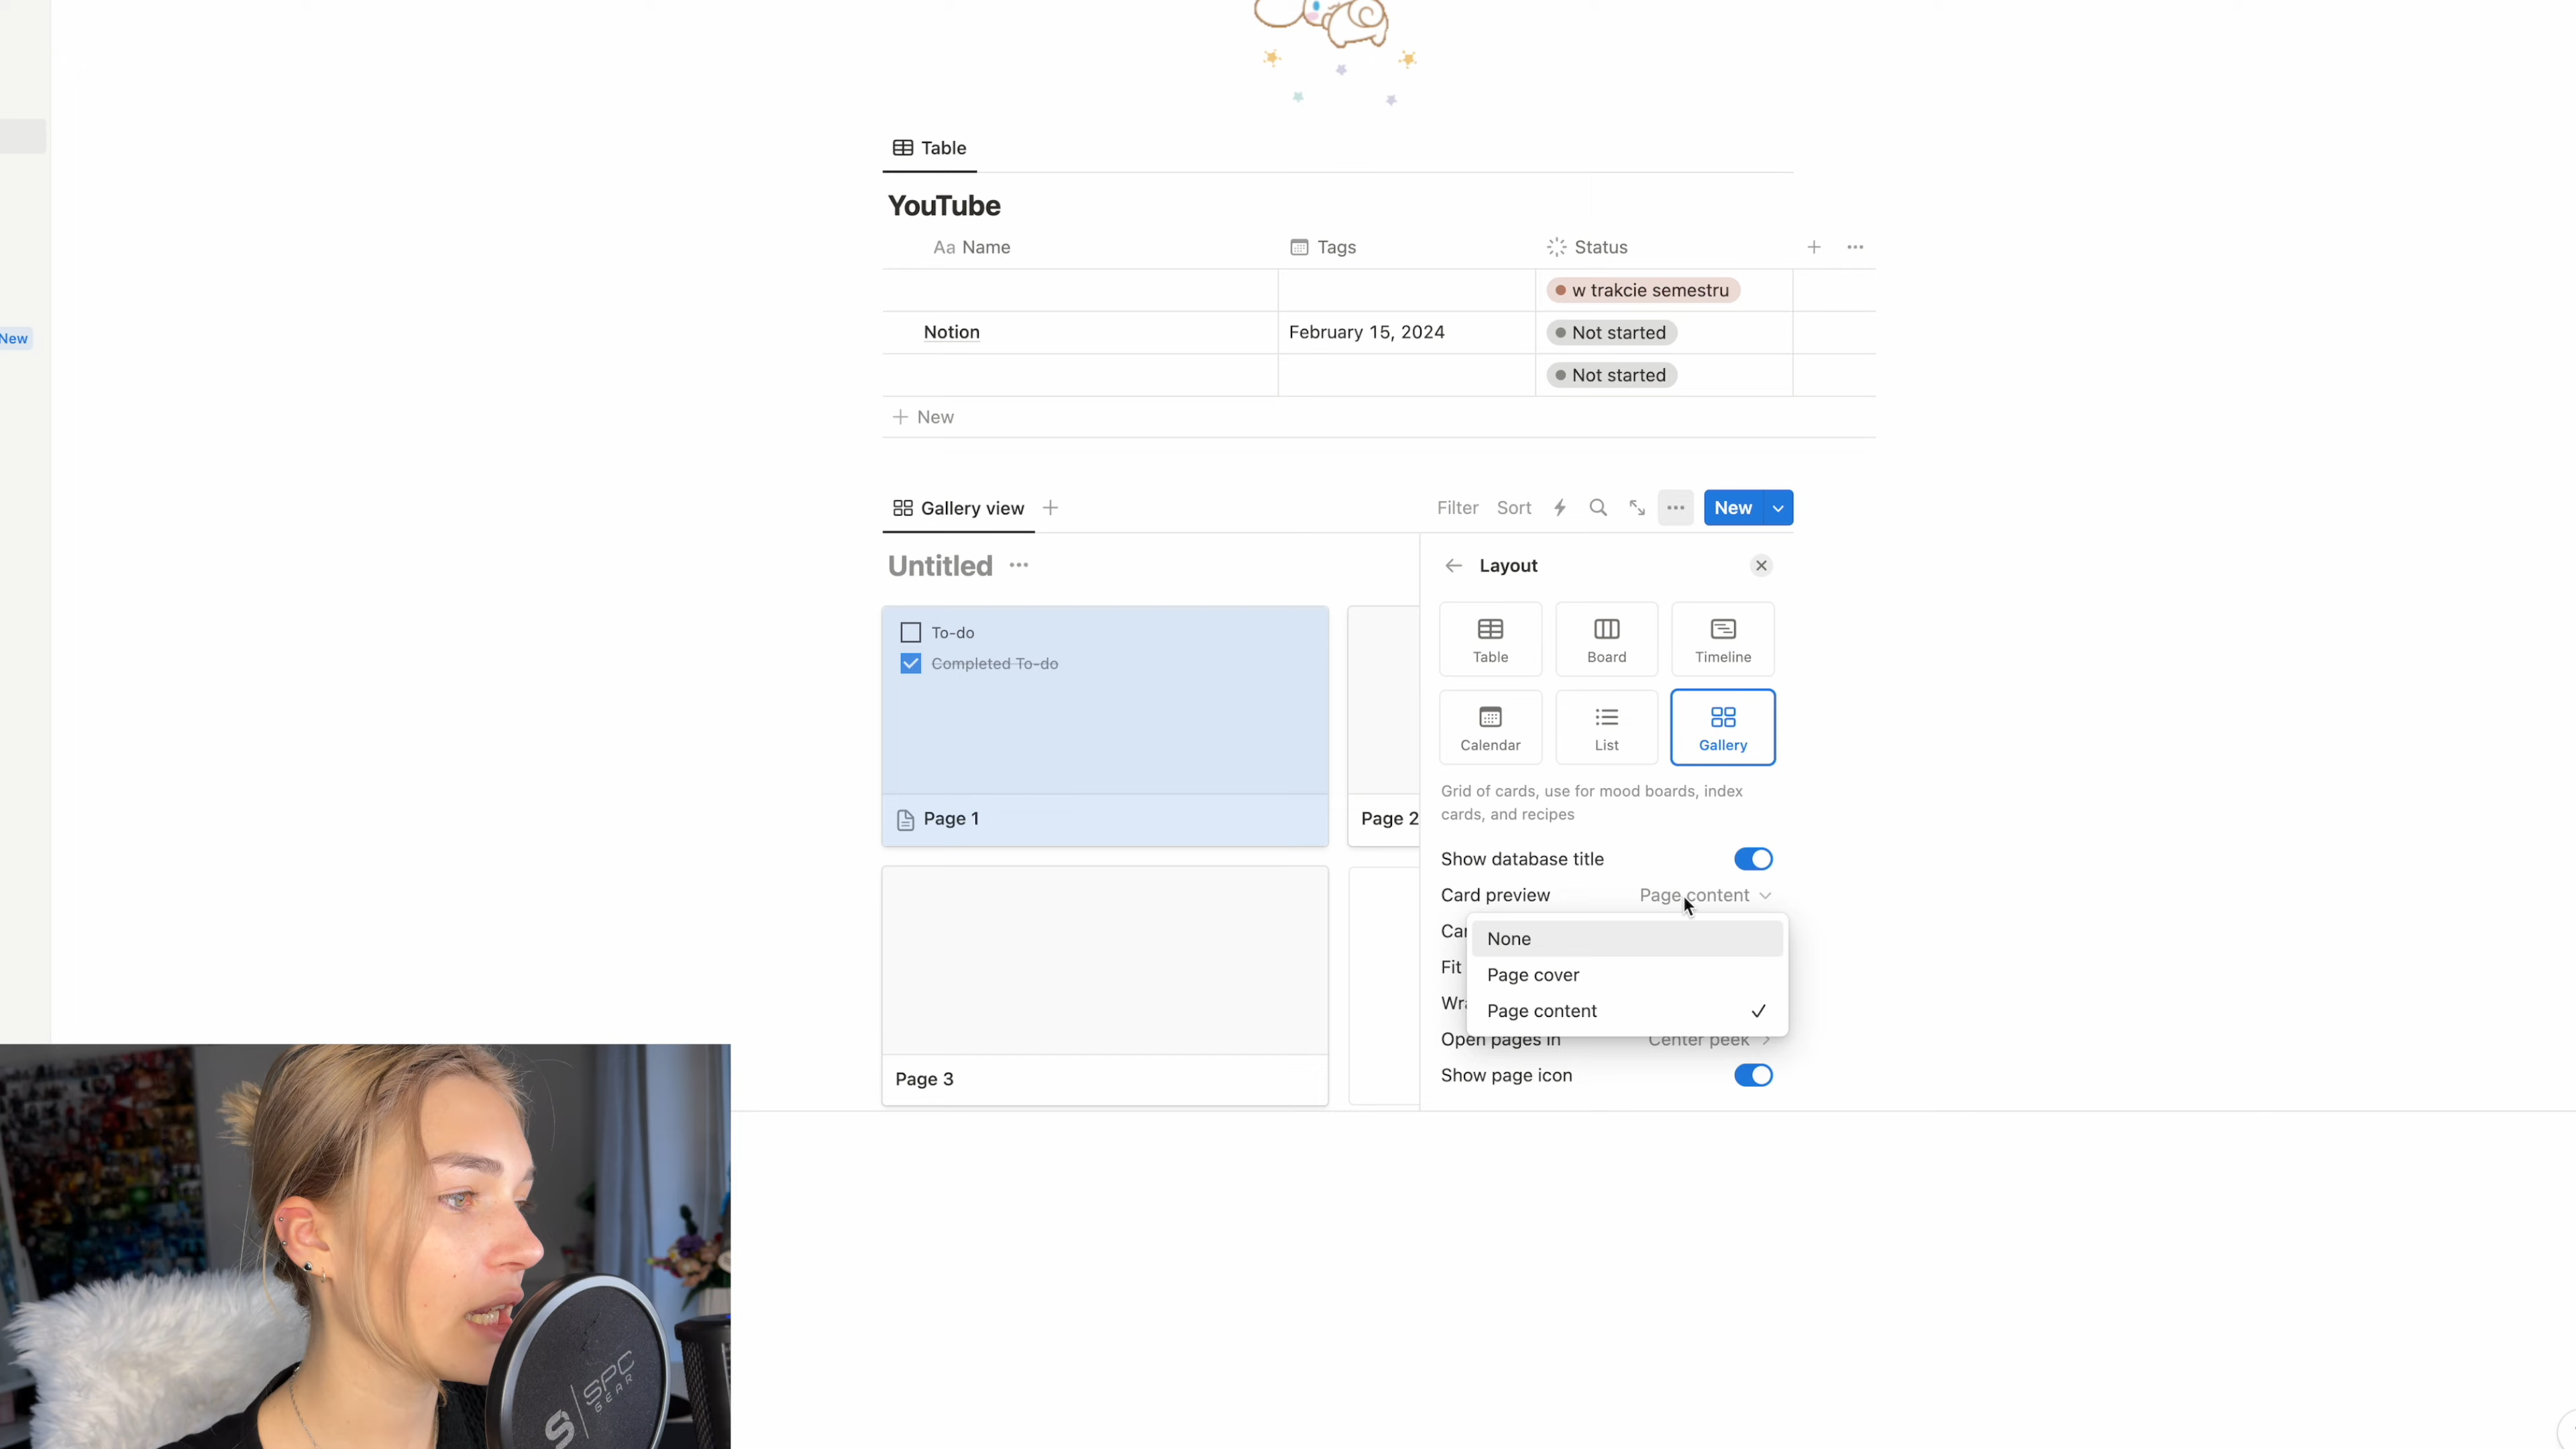 Table
YouTube
Aa Name
Tags
Status
w trakcie semestru
New
Notion
February 15, 2024
Not started
Not started
New
Gallery view
Filter
Sort
New
Untitled
Layout
To-do
Completed To-do
Table
Board
Timeline
Calendar
List
Gallery
Grid of cards, use for mood boards, index
cards, and recipes
Page 1
Page 2
Show database title
Card preview
Page content
None
Fit
Page cover
Page content
Open pages in
Center peek
Page 3
Show page icon
SPC
GEAR